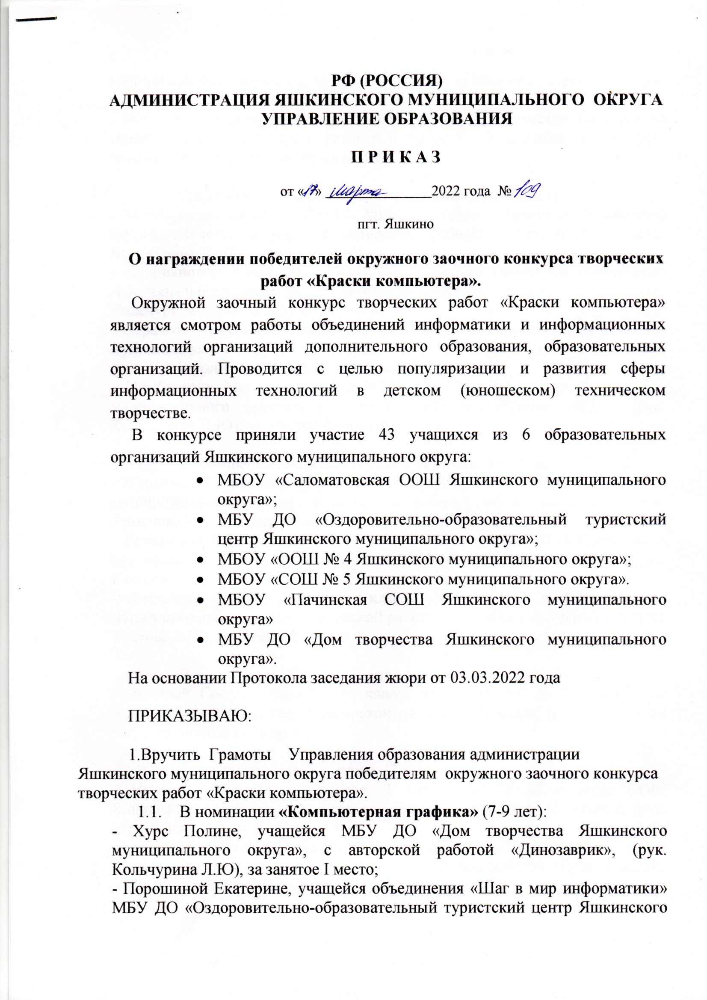 РФ (РОССИЯ)
АДМИНИСТРАЦИЯ ЯШКИНСКОГО МУНИЦИПАЛЬНОГО ОКРУГА
УПРАВЛЕНИЕ ОБРАЗОВАНИЯ
П Р И К А З
от «17» марта 2022 года № 109
пгт. Яшкино
О награждении победителей окружного заочного конкурса творческих
работ «Краски компьютера».
Окружной заочный конкурс творческих работ «Краски компьютера»
является смотром работы объединений информатики и информационных
технологий организаций дополнительного образования, образовательных
организаций. Проводится с целью популяризации и развития сферы
информационных технологий в детском (юношеском) техническом
творчестве.
В конкурсе приняли участие 43 учащихся из 6 образовательных
организаций Яшкинского муниципального округа:
• МБОУ «Саломатовская ООШ Яшкинского муниципального
округа»;
• МБУ ДО «Оздоровительно-образовательный туристский
центр Яшкинского муниципального округа»;
• МБОУ «ООШ № 4 Яшкинского муниципального округа»;
• МБОУ «СОШ № 5 Яшкинского муниципального округа».
• МБОУ «Пачинская СОШ Яшкинского муниципального
округа»
• МБУ ДО «Дом творчества Яшкинского муниципального
округа».
На основании Протокола заседания жюри от 03.03.2022 года
ПРИКАЗЫВАЮ:
1.Вручить Грамоты Управления образования администрации
Яшкинского муниципального округа победителям окружного заочного конкурса
творческих работ «Краски компьютера».
1.1. В номинации «Компьютерная графика» (7-9 лет):
- Хурс Полине, учащейся МБУ ДО «Дом творчества Яшкинского
муниципального округа», с авторской работой «Динозаврик», (рук.
Кольчурина Л.Ю), за занятое I место;
- Порошиной Екатерине, учащейся объединения «Шаг в мир информатики»
МБУ ДО «Оздоровительно-образовательный туристский центр Яшкинского